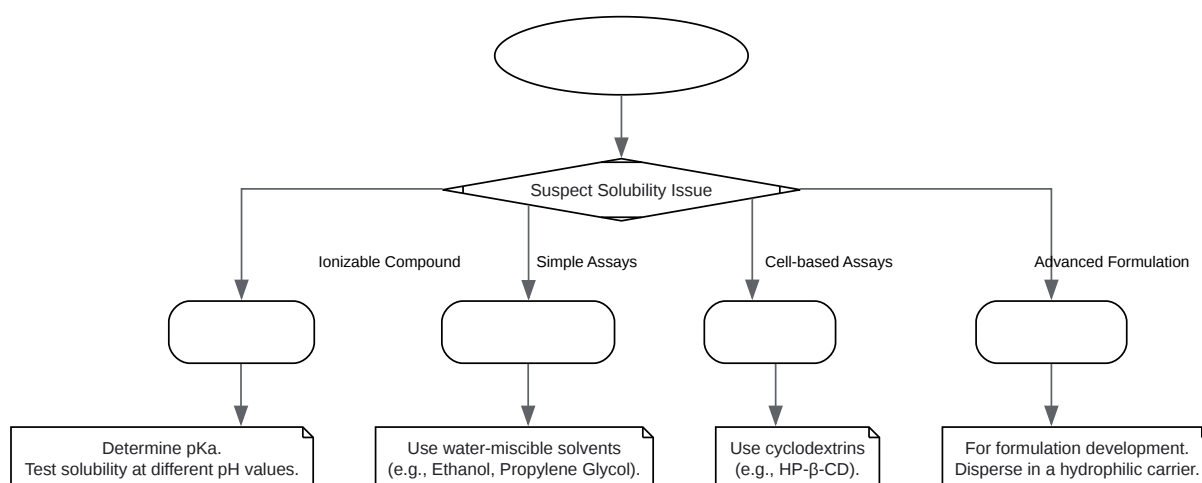 Suspect Solubility Issue
Ionizable Compound
Simple Assays
Cell-based Assays
Advanced Formulation
Determine pKa.
Test solubility at different pH values.
Use water-miscible solvents
(e.g., Ethanol, Propylene Glycol).
Use cyclodextrins
(e.g., HP-β-CD).
For formulation development.
Disperse in a hydrophilic carrier.